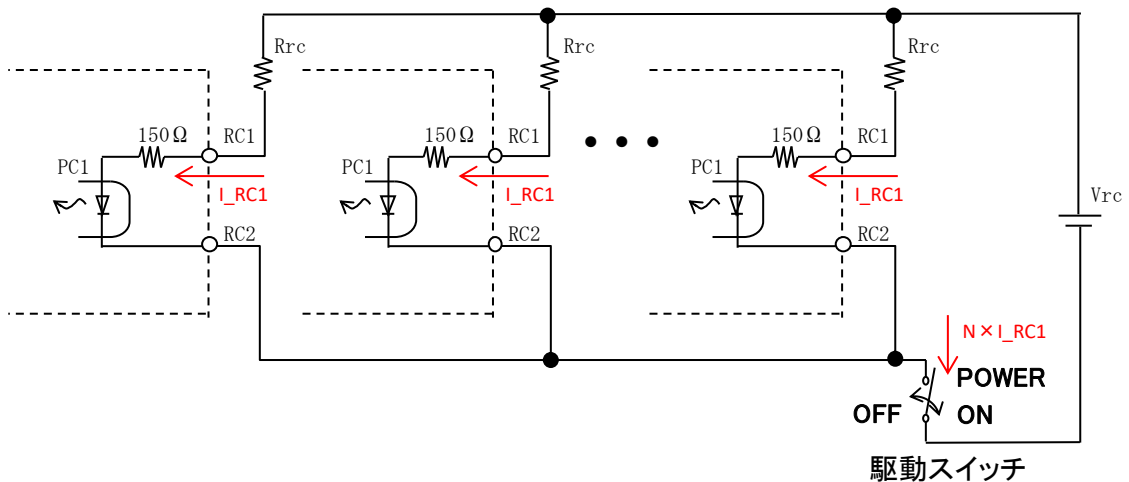 Rrc
Rrc
Rrc
150Ω
RC1
150Ω
RC1
150Ω
RC1
PC1
PC1
PC1
I_RC1
I_RC1
I_RC1
Vrc
RC2
RC2
RC2
N×I_RC1
POWER
OFF
ON
駆動スイッチ